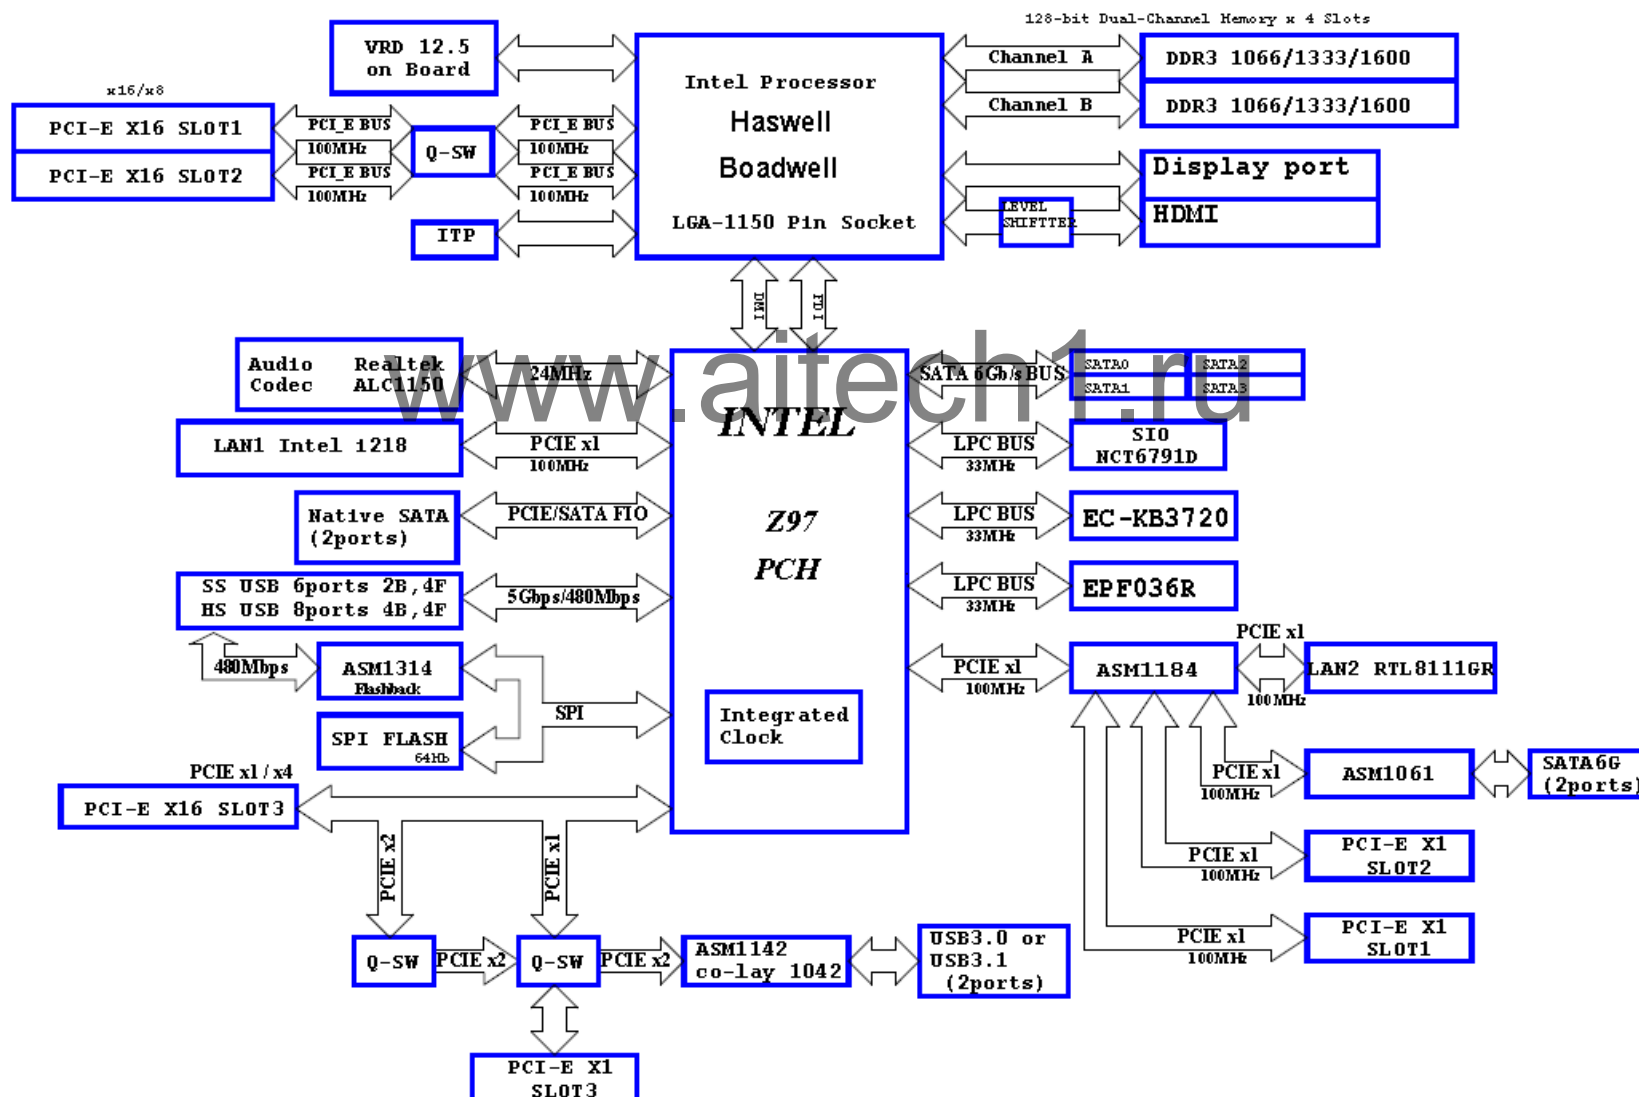 128-bit Dual-Channel Memory x 4 Slots
VRD 12.5
on Board
Intel Processor
Haswell
Boadwell
LGA-1150 Pin Socket
Channel A
Channel B
DDR3 1066/1333/1600
DDR3 1066/1333/1600
x16/x8
PCI-E X16 SLOT1
PCI-E X16 SLOT2
PCI_E BUS
100MHz
PCI_E BUS
100MHz
Q-SW
PCI_E BUS
100MHz
PCI_E BUS
100MHz
ITP
Display port
HDMI
LEVEL
SHIFTTER
DMI
FDI
Audio Realtek
Codec ALC1150
24MHz
www.aitech1.ru
INTEL
Z97
PCH
Integrated
Clock
SATA 6Gb/s BUS
SATA0
SATA2
SATA1
SATA3
LAN1 Intel i218
PCIE x1
100MHz
LPC BUS
33MHz
SIO
NCT6791D
Native SATA
(2ports)
PCIE/SATA FIO
LPC BUS
33MHz
EC-KB3720
SS USB 6ports 2B,4F
HS USB 8ports 4B,4F
5Gbps/480Mbps
LPC BUS
33MHz
EPF036R
480Mbps
ASM1314
Flashback
SPI
SPI FLASH
64Mb
PCIE x1
100MHz
ASM1184
PCIE x1
100MHz
LAN2 RTL8111GR
PCIE x1
100MHz
ASM1061
SATA6G
(2ports)
PCIE x1
100MHz
PCI-E X1
SLOT2
PCIE x1
100MHz
PCI-E X1
SLOT1
PCIE x1 / x4
PCI-E X16 SLOT3
PCIE x2
PCIE x1
Q-SW
PCIE x2
Q-SW
PCIE x2
ASM1142
co-lay 1042
USB3.0 or
USB3.1
(2ports)
PCI-E X1
SLOT3